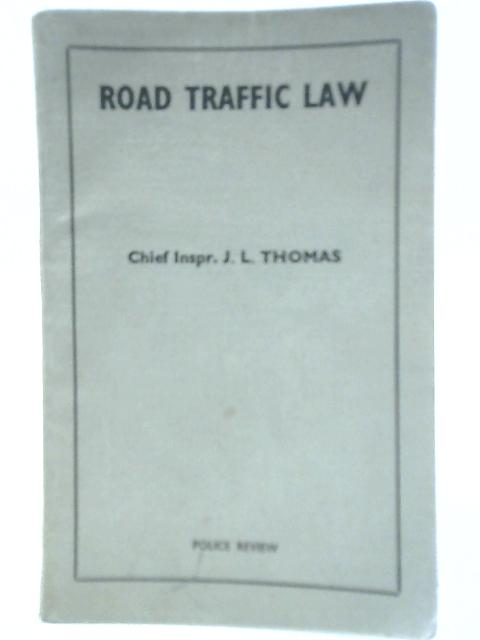 ROAD TRAFFIC LAW
Chief Inspr. J. L. THOMAS
POLICE REVIEW